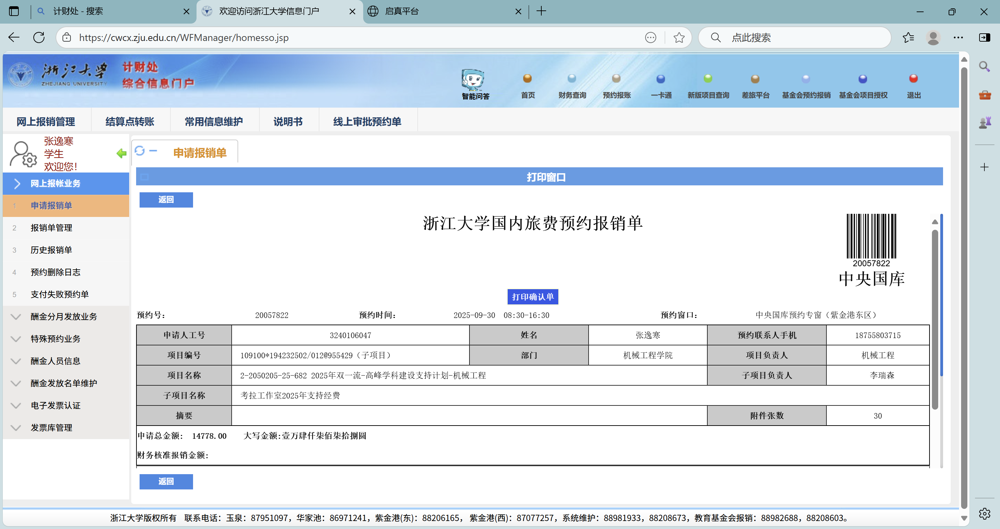 计财处 - 搜索
欢迎访问浙江大学信息门户
启真平台
https://cwcx.zju.edu.cn/WFManager/homesso.jsp
点此搜索
浙江大学
ZHEJIANG UNIVERSITY
计财处
综合信息门户
智能问答
首页
财务查询
预约报账
一卡通
新版项目查询
差旅平台
基金会预约报销
基金会项目授权
退出
网上报销管理
结算点转账
常用信息维护
说明书
线上审批预约单
张逸寒
学生
欢迎您！
网上报帐业务
1 申请报销单
2 报销单管理
3 历史报销单
4 预约删除日志
5 支付失败预约单
酬金分月发放业务
特殊预约业务
酬金人员信息
酬金发放名单维护
电子发票认证
发票库管理
申请报销单
打印窗口
返回
浙江大学国内旅费预约报销单
20057822
中央国库
打印确认单
预约号： 20057822 预约时间： 2025-09-30 08:30-16:30 预约窗口： 中央国库预约专窗（紫金港东区）
申请人工号 3240106047 姓名 张逸寒 预约联系人手机 18755803715
项目编号 109100*194232502/012@955429（子项目） 部门 机械工程学院 项目负责人 机械工程
项目名称 2-2050205-25-682 2025年双一流-高峰学科建设支持计划-机械工程 子项目负责人 李瑞森
子项目名称 考拉工作室2025年支持经费
摘要 附件张数 30
申请总金额： 14778.00 大写金额:壹万肆仟柒佰柒拾捌圆
财务核准报销金额:
返回
浙江大学版权所有 联系电话：玉泉：87951097，华家池：86971241，紫金港(东)：88206165， 紫金港(西)：87077257，系统维护：88981933，88208673，教育基金会报销：88982688，88208603。